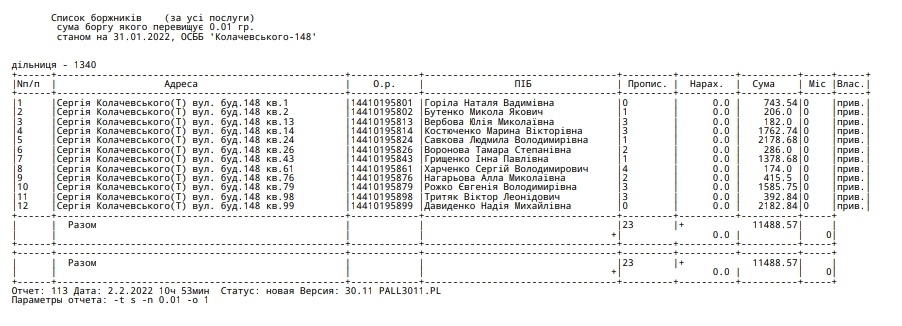 Список боржників (за усі послуги)
сума боргу якого перевищує 0.01 гр.
станом на 31.01.2022, ОСББ 'Колачевського-148'
дільниця - 1340
|Nп/п | Адреса | О.р. | ПІБ | Пропис. | Нарах. | Сума | Міс |Влас.|
|1 |Сергія Колачевського(Т) вул. буд.148 кв.1 |14410195801 |Горіла Наталя Вадимівна |0 | 0.0 | 743.54|0 |прив.|
|2 |Сергія Колачевського(Т) вул. буд.148 кв.2 |14410195802 |Бутенко Микола Якович |1 | 0.0 | 206.0 |0 |прив.|
|3 |Сергія Колачевського(Т) вул. буд.148 кв.13 |14410195813 |Вербова Юлія Миколаївна |3 | 0.0 | 182.0 |0 |прив.|
|4 |Сергія Колачевського(Т) вул. буд.148 кв.14 |14410195814 |Костюченко Марина Вікторівна |3 | 0.0 | 1762.74|0 |прив.|
|5 |Сергія Колачевського(Т) вул. буд.148 кв.24 |14410195824 |Савкова Людмила Володимирівна |1 | 0.0 | 2178.68|0 |прив.|
|6 |Сергія Колачевського(Т) вул. буд.148 кв.26 |14410195826 |Воронова Тамара Степанівна |2 | 0.0 | 286.0 |0 |прив.|
|7 |Сергія Колачевського(Т) вул. буд.148 кв.43 |14410195843 |Грищенко Інна Павлівна |1 | 0.0 | 1378.68|0 |прив.|
|8 |Сергія Колачевського(Т) вул. буд.148 кв.61 |14410195861 |Харченко Сергій Володимирович |4 | 0.0 | 174.0 |0 |прив.|
|9 |Сергія Колачевського(Т) вул. буд.148 кв.76 |14410195876 |Нагарьова Алла Миколаївна |2 | 0.0 | 415.5 |0 |прив.|
|10 |Сергія Колачевського(Т) вул. буд.148 кв.79 |14410195879 |Рожко Євгенія Володимирівна |3 | 0.0 | 1585.75|0 |прив.|
|11 |Сергія Колачевського(Т) вул. буд.148 кв.98 |14410195898 |Тритяк Віктор Леонідович |3 | 0.0 | 392.84|0 |прив.|
|12 |Сергія Колачевського(Т) вул. буд.148 кв.99 |14410195899 |Давиденко Надія Михайлівна |0 | 0.0 | 2182.84|0 |прив.|
| | Разом | | |23 |+ 11488.57| |
| | | | +| 0.0 | | 0|
| | Разом | | |23 |+ 11488.57| |
| | | | +| 0.0 | | 0|
Отчет: 113 Дата: 2.2.2022 10ч 53мин Статус: новая Версия: 30.11 PALL3011.PL
Параметры отчета: -t s -n 0.01 -o 1